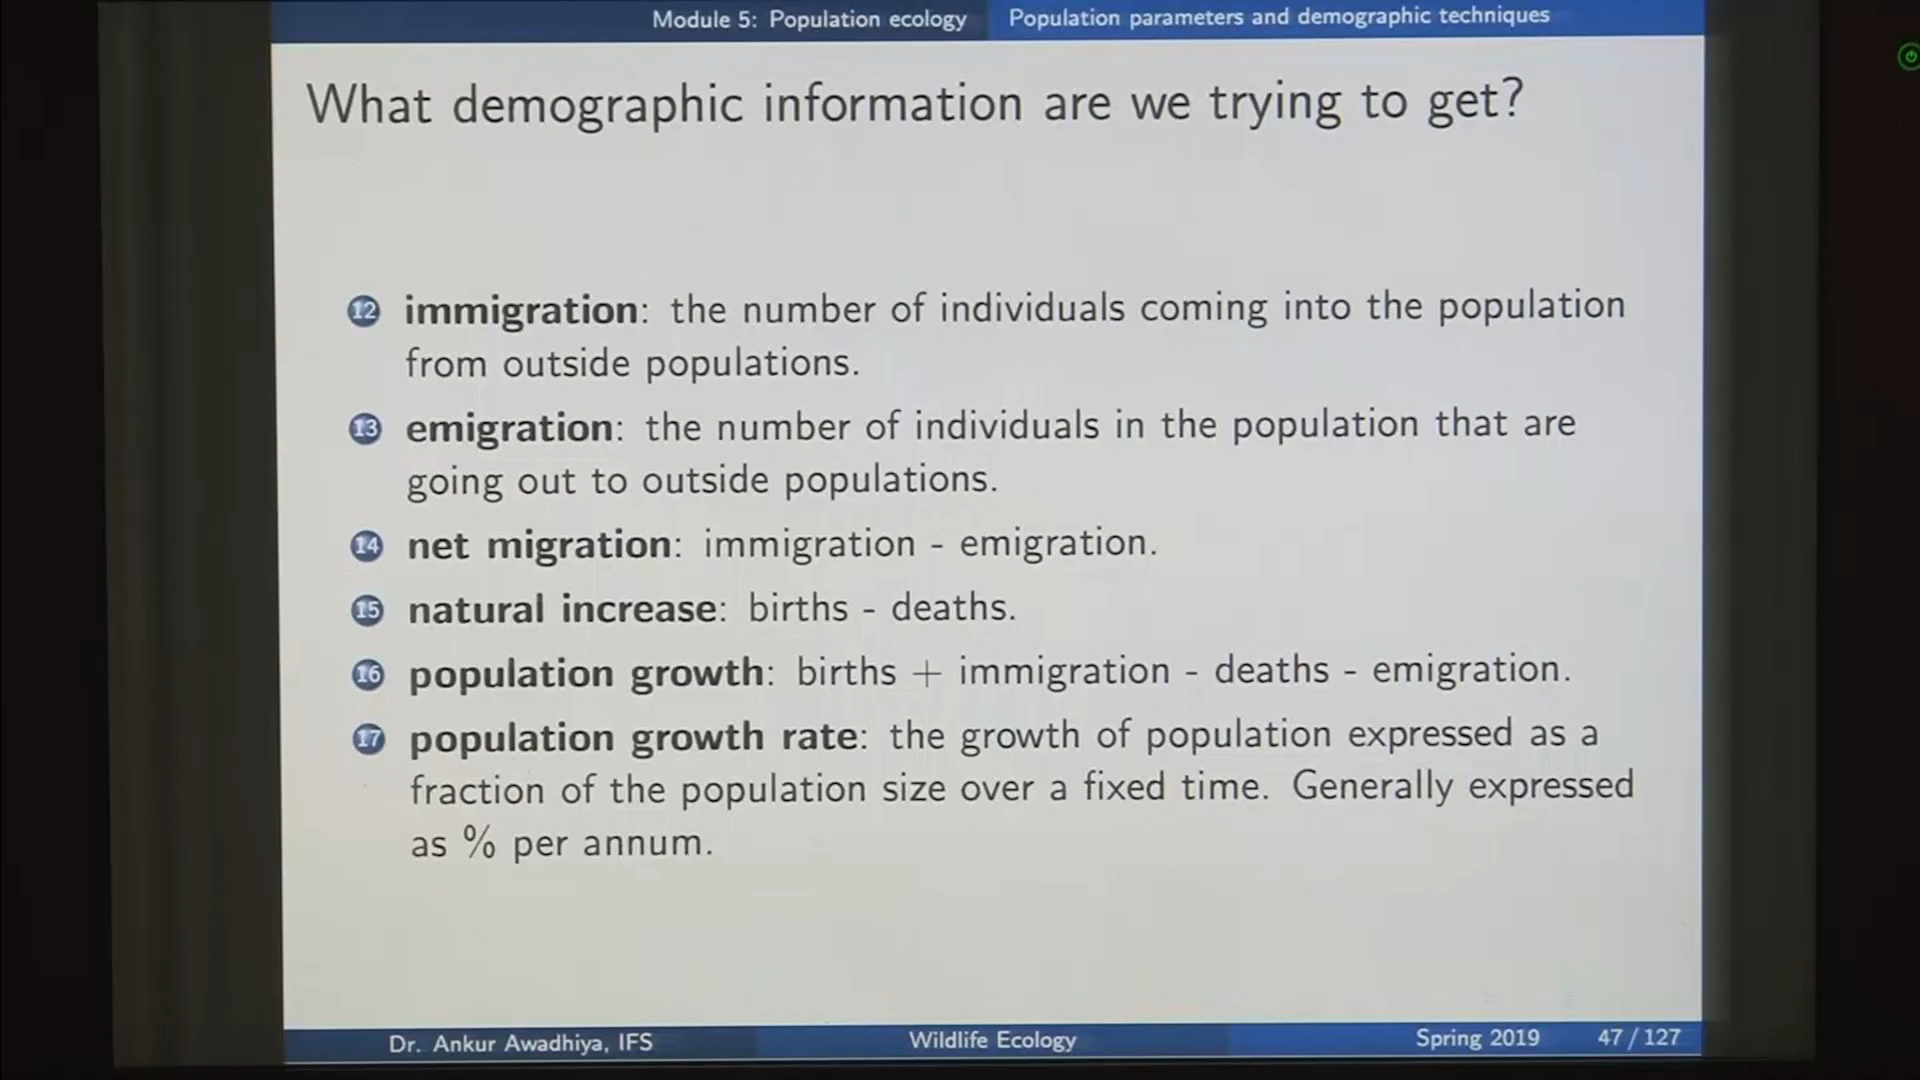 Module 5: Population ecology Population parameters and demographic techniques
What demographic information are we trying to get?
12 immigration: the number of individuals coming into the population
from outside populations.
13 emigration: the number of individuals in the population that are
going out to outside populations.
14 net migration: immigration - emigration.
15 natural increase: births - deaths.
16 population growth: births + immigration - deaths - emigration.
17 population growth rate: the growth of population expressed as a
fraction of the population size over a fixed time. Generally expressed
as % per annum.
Dr. Ankur Awadhiya, IFS Wildlife Ecology Spring 2019 47 / 127